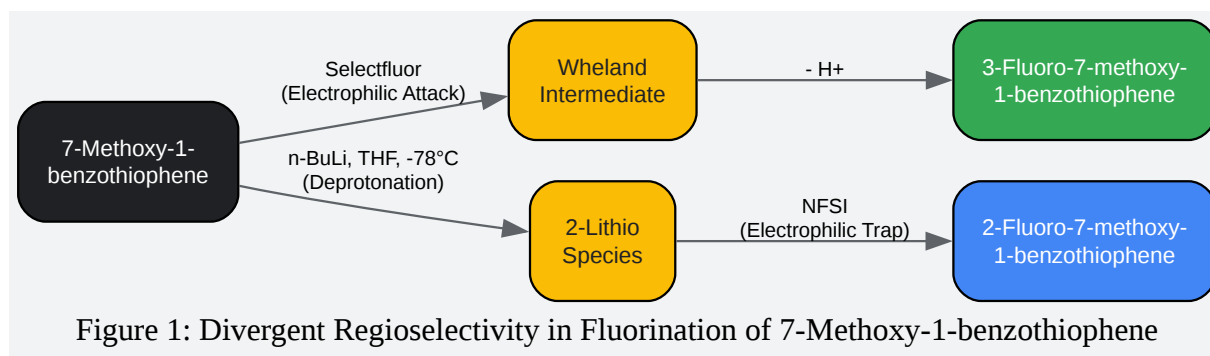 7-Methoxy-1-
benzothiophene
Selectfluor
(Electrophilic Attack)
n-BuLi, THF, -78°C
(Deprotonation)
Wheland
Intermediate
- H+
3-Fluoro-7-methoxy-
1-benzothiophene
2-Lithio
Species
NFSI
(Electrophilic Trap)
2-Fluoro-7-methoxy-
1-benzothiophene
Figure 1: Divergent Regioselectivity in Fluorination of 7-Methoxy-1-benzothiophene